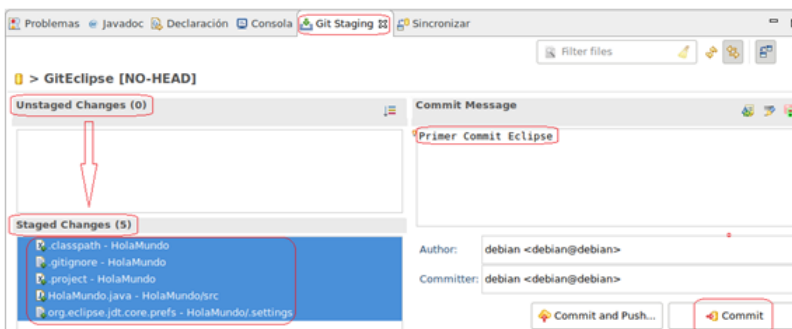 Problemas Javadoc Declaración Consola Git Staging Sincronizar
Filter files
> GitEclipse [NO-HEAD]
Unstaged Changes (0)
Commit Message
Primer Commit Eclipse
Staged Changes (5)
.classpath - HolaMundo
.gitignore - HolaMundo
.project - HolaMundo
HolaMundo.java - HolaMundo/src
org.eclipse.jdt.core.prefs - HolaMundo/.settings
Author: debian <debian@debian>
Committer: debian <debian@debian>
Commit and Push... Commit